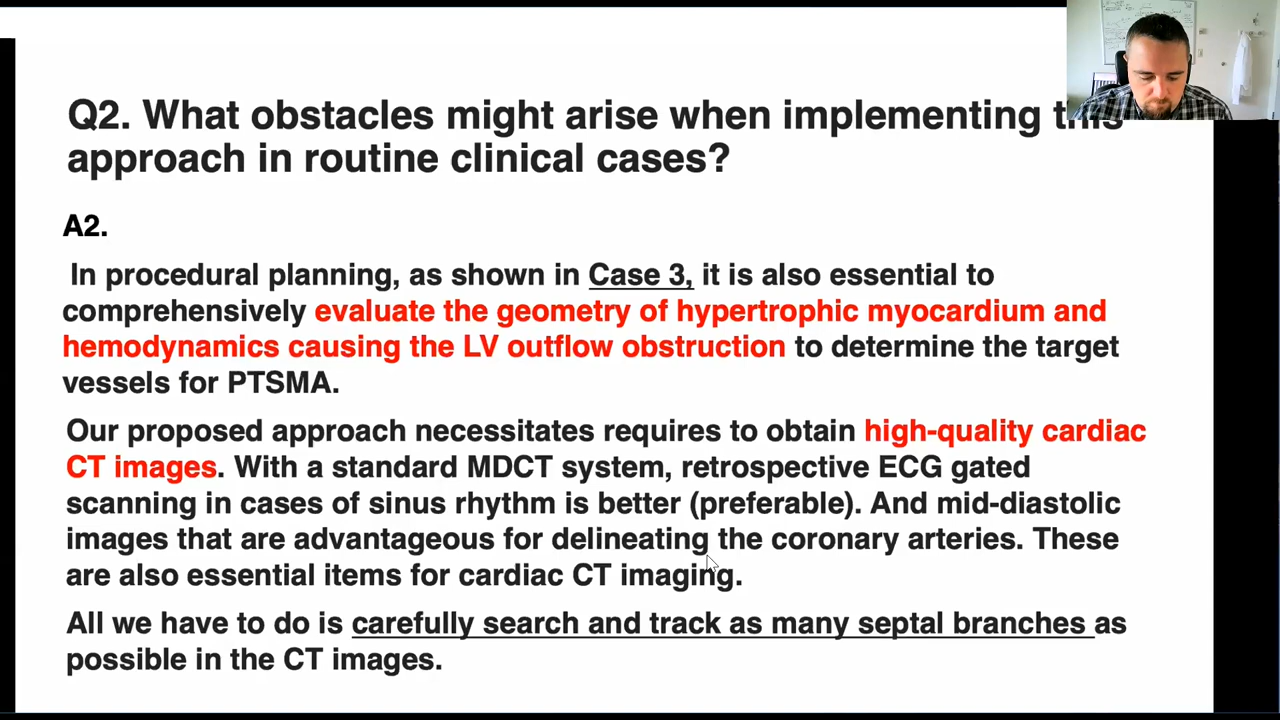 Q2. What obstacles might arise when implementing this
approach in routine clinical cases?
A2.
In procedural planning, as shown in Case 3, it is also essential to
comprehensively evaluate the geometry of hypertrophic myocardium and
hemodynamics causing the LV outflow obstruction to determine the target
vessels for PTSMA.
Our proposed approach necessitates requires to obtain high-quality cardiac
CT images. With a standard MDCT system, retrospective ECG gated
scanning in cases of sinus rhythm is better (preferable). And mid-diastolic
images that are advantageous for delineating the coronary arteries. These
are also essential items for cardiac CT imaging.
All we have to do is carefully search and track as many septal branches as
possible in the CT images.